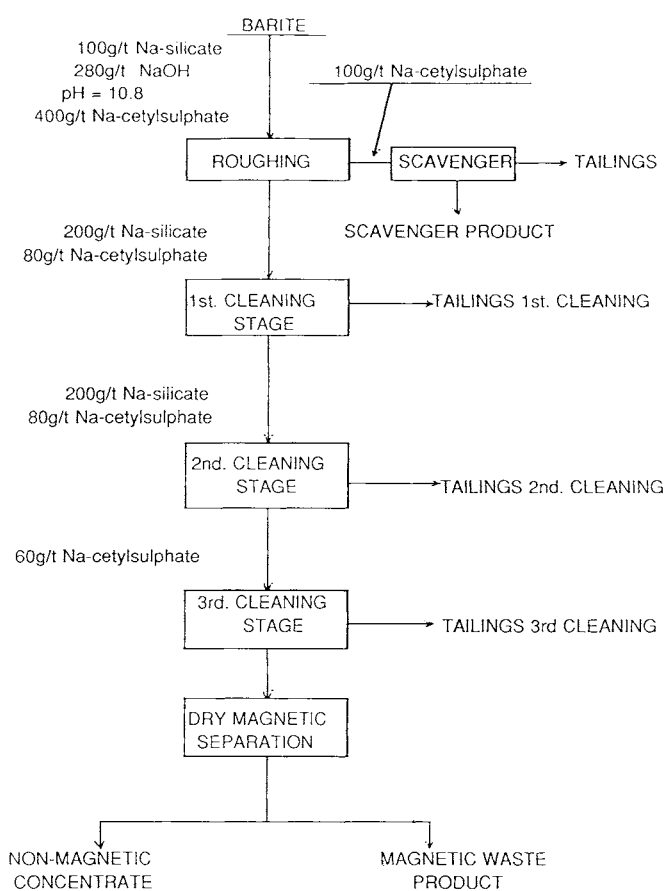 BARITE
100g/t Na-silicate
280g/t NaOH
pH = 10.8
400g/t Na-cetylsulphate
100g/t Na-cetylsulphate
ROUGHING
SCAVENGER
TAILINGS
SCAVENGER PRODUCT
200g/t Na-silicate
80g/t Na-cetylsulphate
1st. CLEANING
STAGE
TAILINGS 1st. CLEANING
200g/t Na-silicate
80g/t Na-cetylsulphate
2nd. CLEANING
STAGE
TAILINGS 2nd. CLEANING
60g/t Na-cetylsulphate
3rd. CLEANING
STAGE
TAILINGS 3rd CLEANING
DRY MAGNETIC
SEPARATION
NON-MAGNETIC
CONCENTRATE
MAGNETIC WASTE
PRODUCT